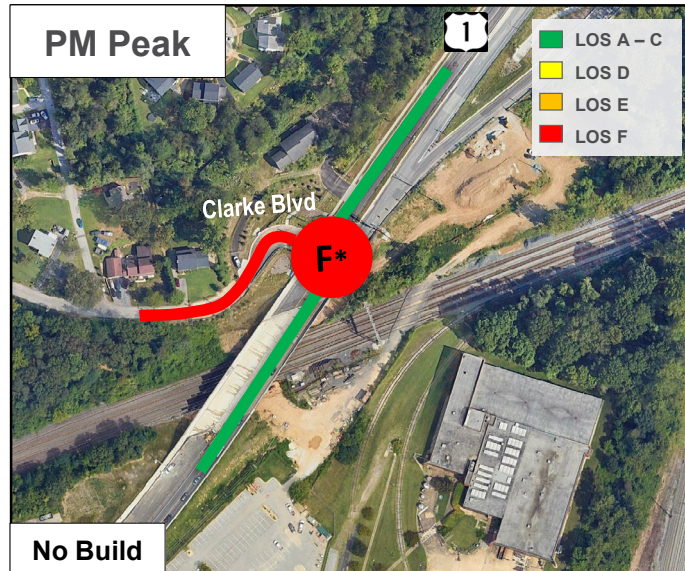 PM Peak
1
LOS A – C
LOS D
LOS E
LOS F
Clarke Blvd
F*
No Build